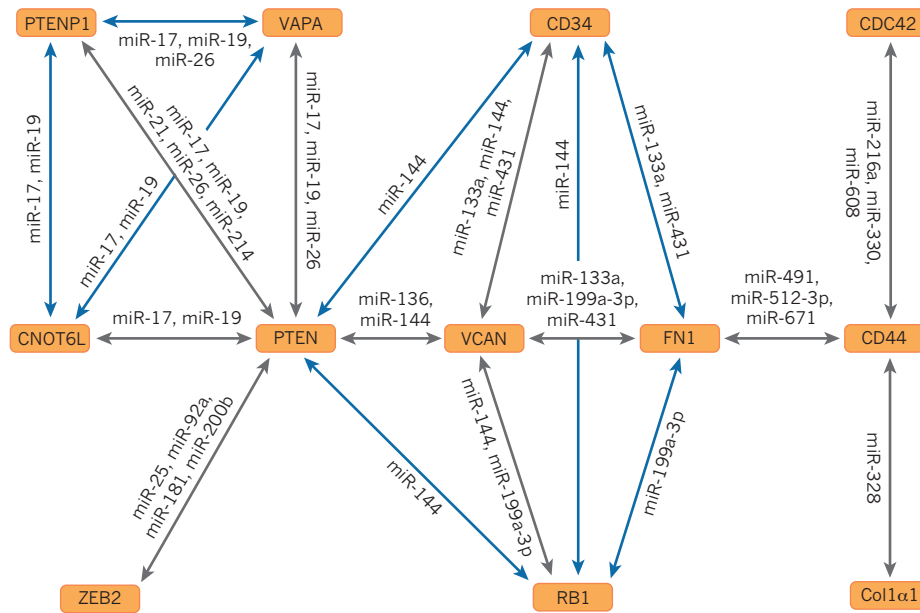 PTENP1
VAPA
CD34
CDC42
miR-17, miR-19,
miR-26
miR-17, miR-19
miR-17, miR-19,
miR-21, miR-26, miR-214
miR-17, miR-19
miR-17,
miR-19, miR-26
miR-144
miR-133a, miR-144,
miR-431
miR-144
miR-133a, miR-431
miR-216a, miR-330,
miR-608
miR-17, miR-19
miR-136,
miR-144
miR-133a,
miR-199a-3p,
miR-431
miR-491,
miR-512-3p,
miR-671
CNOT6L
PTEN
VCAN
FN1
CD44
miR-25, miR-92a,
miR-181, miR-200b
miR-144
miR-144, miR-199a-3p
miR-199a-3p
miR-328
ZEB2
RB1
Col1α1